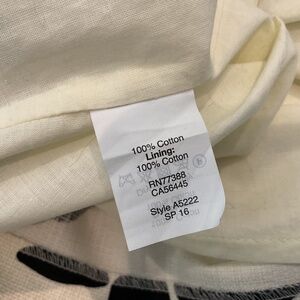 100% Cotton
Lining:
100% Cotton
RN77388
CA56445
Style A5222
SP 16